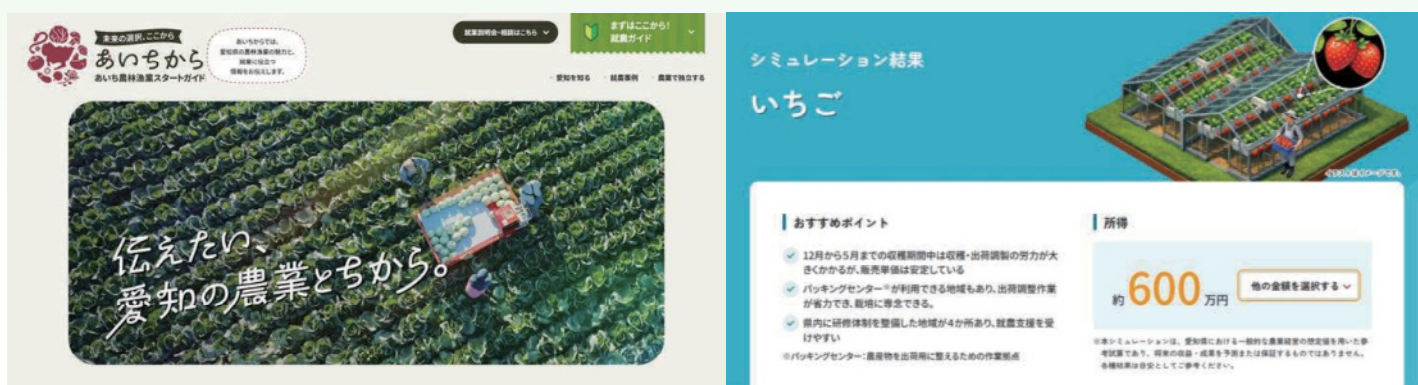 未来の選択、ここから
あいちから
あいち農林漁業スタートガイド
あいちからでは、
愛知県の農林漁業の魅力と、
就業に役立つ
情報をお伝えします。
就業説明会・相談はこちら
まずはここから!
就農ガイド
愛知を知る
就農事例
農業で独立する
伝えたい、
愛知の農業とちから。
シミュレーション結果
いちご
※イラストはイメージです。
おすすめポイント
12月から5月までの収穫期間中は収穫・出荷調製の労力が大
きくかかるが、販売単価は安定している
パッキングセンター※が利用できる地域もあり、出荷調整作業
が省力でき、栽培に専念できる。
県内に研修体制を整備した地域が4か所あり、就農支援を受
けやすい
※パッキングセンター:農産物を出荷用に整えるための作業拠点
所得
約600万円
他の金額を選択する
※本シミュレーションは、愛知県における一般的な農業経営の想定値を用いた参
考試算であり、将来の収益・成果を予測または保証するものではありません。
各種結果は目安としてご参考ください。